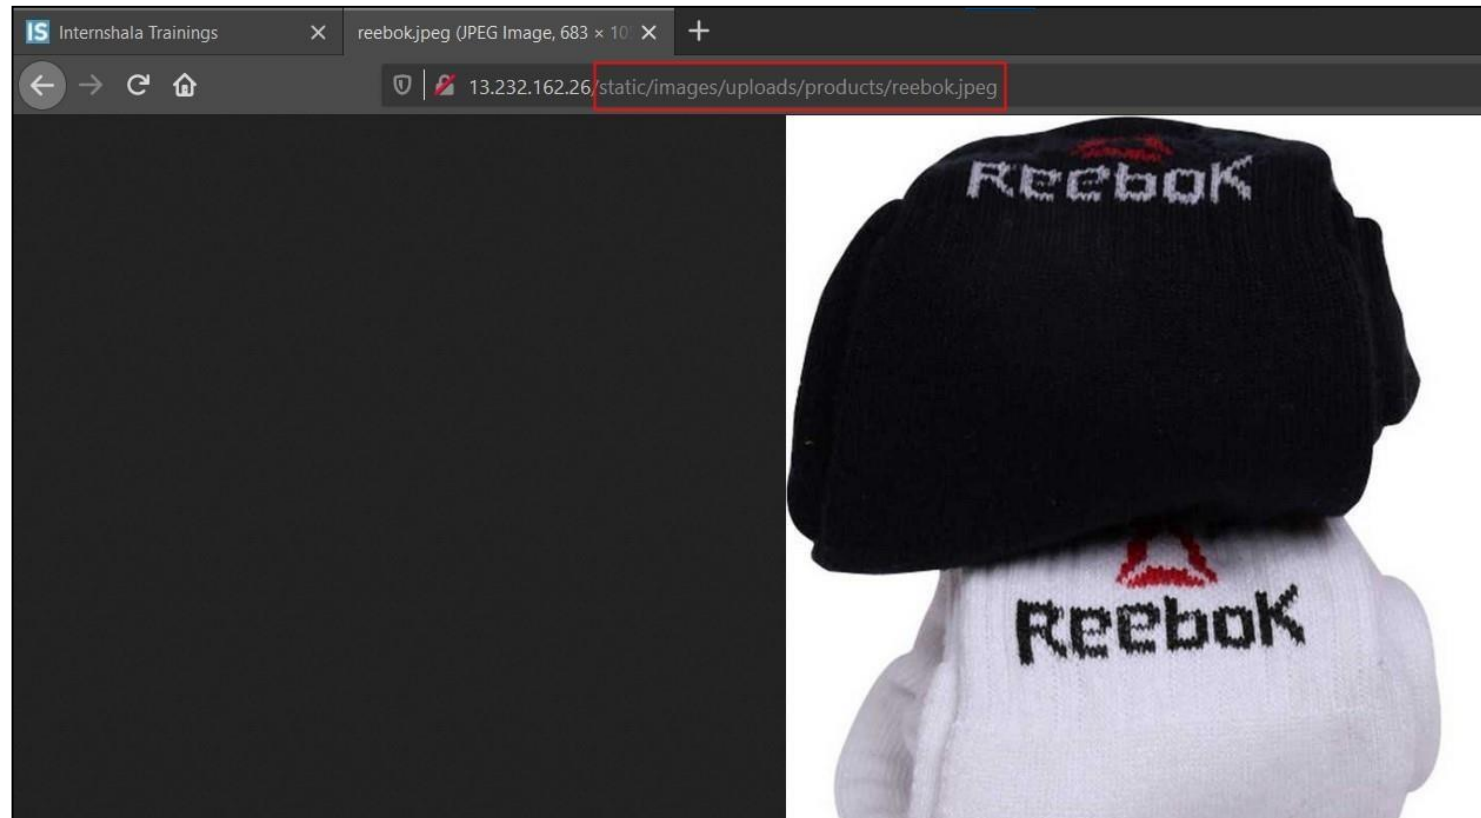 IS Internshala Trainings
reebok.jpeg (JPEG Image, 683 × 10
13.232.162.26/static/images/uploads/products/reebok.jpeg
Reebok
Reebok